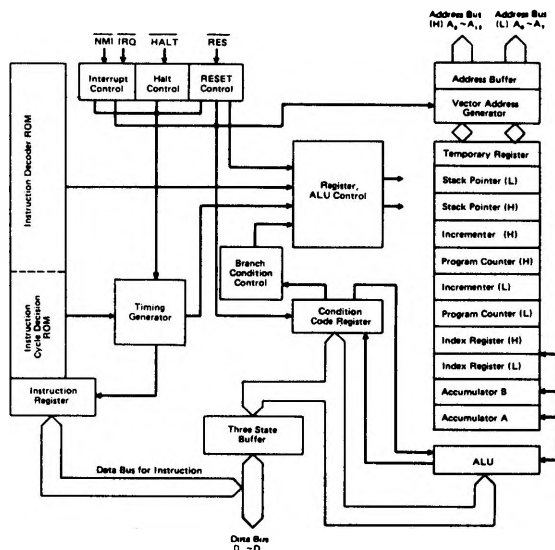 Address Bus
(H) A₈ ~ A₁₅
Address Bus
(L) A₀ ~ A₇
NMI IRQ HALT RES
Interrupt
Control
Halt
Control
RESET
Control
Address Buffer
Vector Address
Generator
Instruction Decoder ROM
Register,
ALU Control
Temporary Register
Stack Pointer (L)
Stack Pointer (H)
Incrementer (H)
Program Counter (H)
Incrementer (L)
Program Counter (L)
Index Register (H)
Index Register (L)
Accumulator B
Accumulator A
ALU
Branch
Condition
Control
Condition
Code Register
Instruction
Cycle Decision
ROM
Timing
Generator
Instruction
Register
Three State
Buffer
Data Bus for Instruction
Data Bus